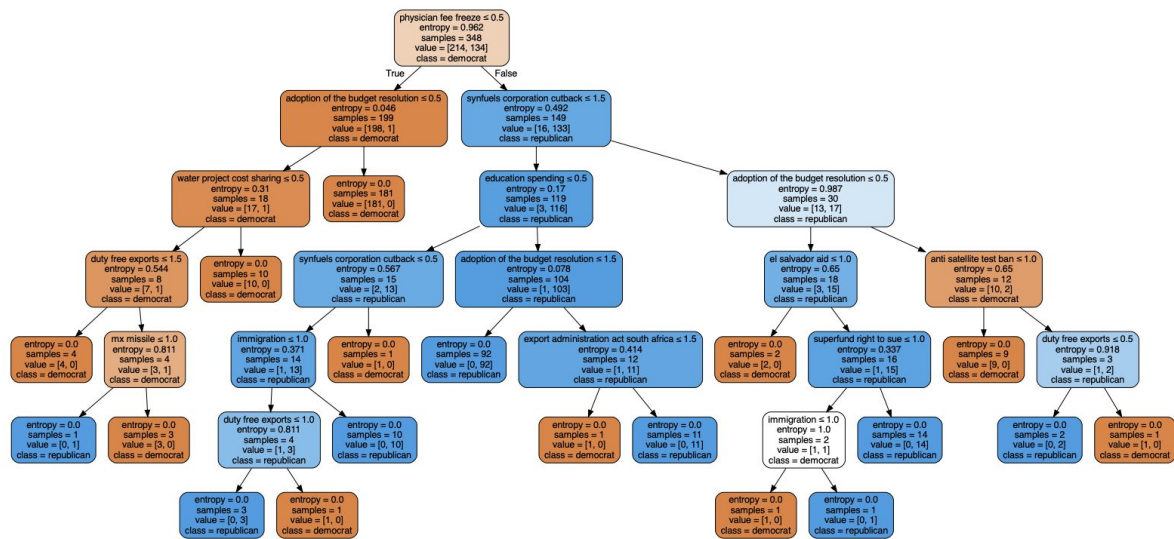 physician fee freeze ≤ 0.5
entropy = 0.962
samples = 348
value = [214, 134]
class = democrat
True
False
adoption of the budget resolution ≤ 0.5
entropy = 0.046
samples = 199
value = [198, 1]
class = democrat
synfuels corporation cutback ≤ 1.5
entropy = 0.492
samples = 149
value = [16, 133]
class = republican
water project cost sharing ≤ 0.5
entropy = 0.31
samples = 18
value = [17, 1]
class = democrat
entropy = 0.0
samples = 181
value = [181, 0]
class = democrat
education spending ≤ 0.5
entropy = 0.17
samples = 119
value = [3, 116]
class = republican
adoption of the budget resolution ≤ 0.5
entropy = 0.987
samples = 30
value = [13, 17]
class = republican
duty free exports ≤ 1.5
entropy = 0.544
samples = 8
value = [7, 1]
class = democrat
entropy = 0.0
samples = 10
value = [10, 0]
class = democrat
synfuels corporation cutback ≤ 0.5
entropy = 0.567
samples = 15
value = [2, 13]
class = republican
adoption of the budget resolution ≤ 1.5
entropy = 0.078
samples = 104
value = [1, 103]
class = republican
el salvador aid ≤ 1.0
entropy = 0.65
samples = 18
value = [3, 15]
class = republican
anti satellite test ban ≤ 1.0
entropy = 0.65
samples = 12
value = [10, 2]
class = democrat
entropy = 0.0
samples = 4
value = [4, 0]
class = democrat
mx missile ≤ 1.0
entropy = 0.811
samples = 4
value = [3, 1]
class = democrat
immigration ≤ 1.0
entropy = 0.371
samples = 14
value = [1, 13]
class = republican
entropy = 0.0
samples = 1
value = [1, 0]
class = democrat
entropy = 0.0
samples = 92
value = [0, 92]
class = republican
export administration act south africa ≤ 1.5
entropy = 0.414
samples = 12
value = [1, 11]
class = republican
entropy = 0.0
samples = 2
value = [2, 0]
class = democrat
superfund right to sue ≤ 1.0
entropy = 0.337
samples = 16
value = [1, 15]
class = republican
entropy = 0.0
samples = 9
value = [9, 0]
class = democrat
duty free exports ≤ 0.5
entropy = 0.918
samples = 3
value = [1, 2]
class = republican
entropy = 0.0
samples = 1
value = [0, 1]
class = republican
entropy = 0.0
samples = 3
value = [3, 0]
class = democrat
duty free exports ≤ 1.0
entropy = 0.811
samples = 4
value = [1, 3]
class = republican
entropy = 0.0
samples = 10
value = [0, 10]
class = republican
entropy = 0.0
samples = 1
value = [1, 0]
class = democrat
entropy = 0.0
samples = 11
value = [0, 11]
class = republican
immigration ≤ 1.0
entropy = 1.0
samples = 2
value = [1, 1]
class = democrat
entropy = 0.0
samples = 14
value = [0, 14]
class = republican
entropy = 0.0
samples = 2
value = [0, 2]
class = republican
entropy = 0.0
samples = 1
value = [1, 0]
class = democrat
entropy = 0.0
samples = 3
value = [0, 3]
class = republican
entropy = 0.0
samples = 1
value = [1, 0]
class = democrat
entropy = 0.0
samples = 1
value = [1, 0]
class = democrat
entropy = 0.0
samples = 1
value = [0, 1]
class = republican